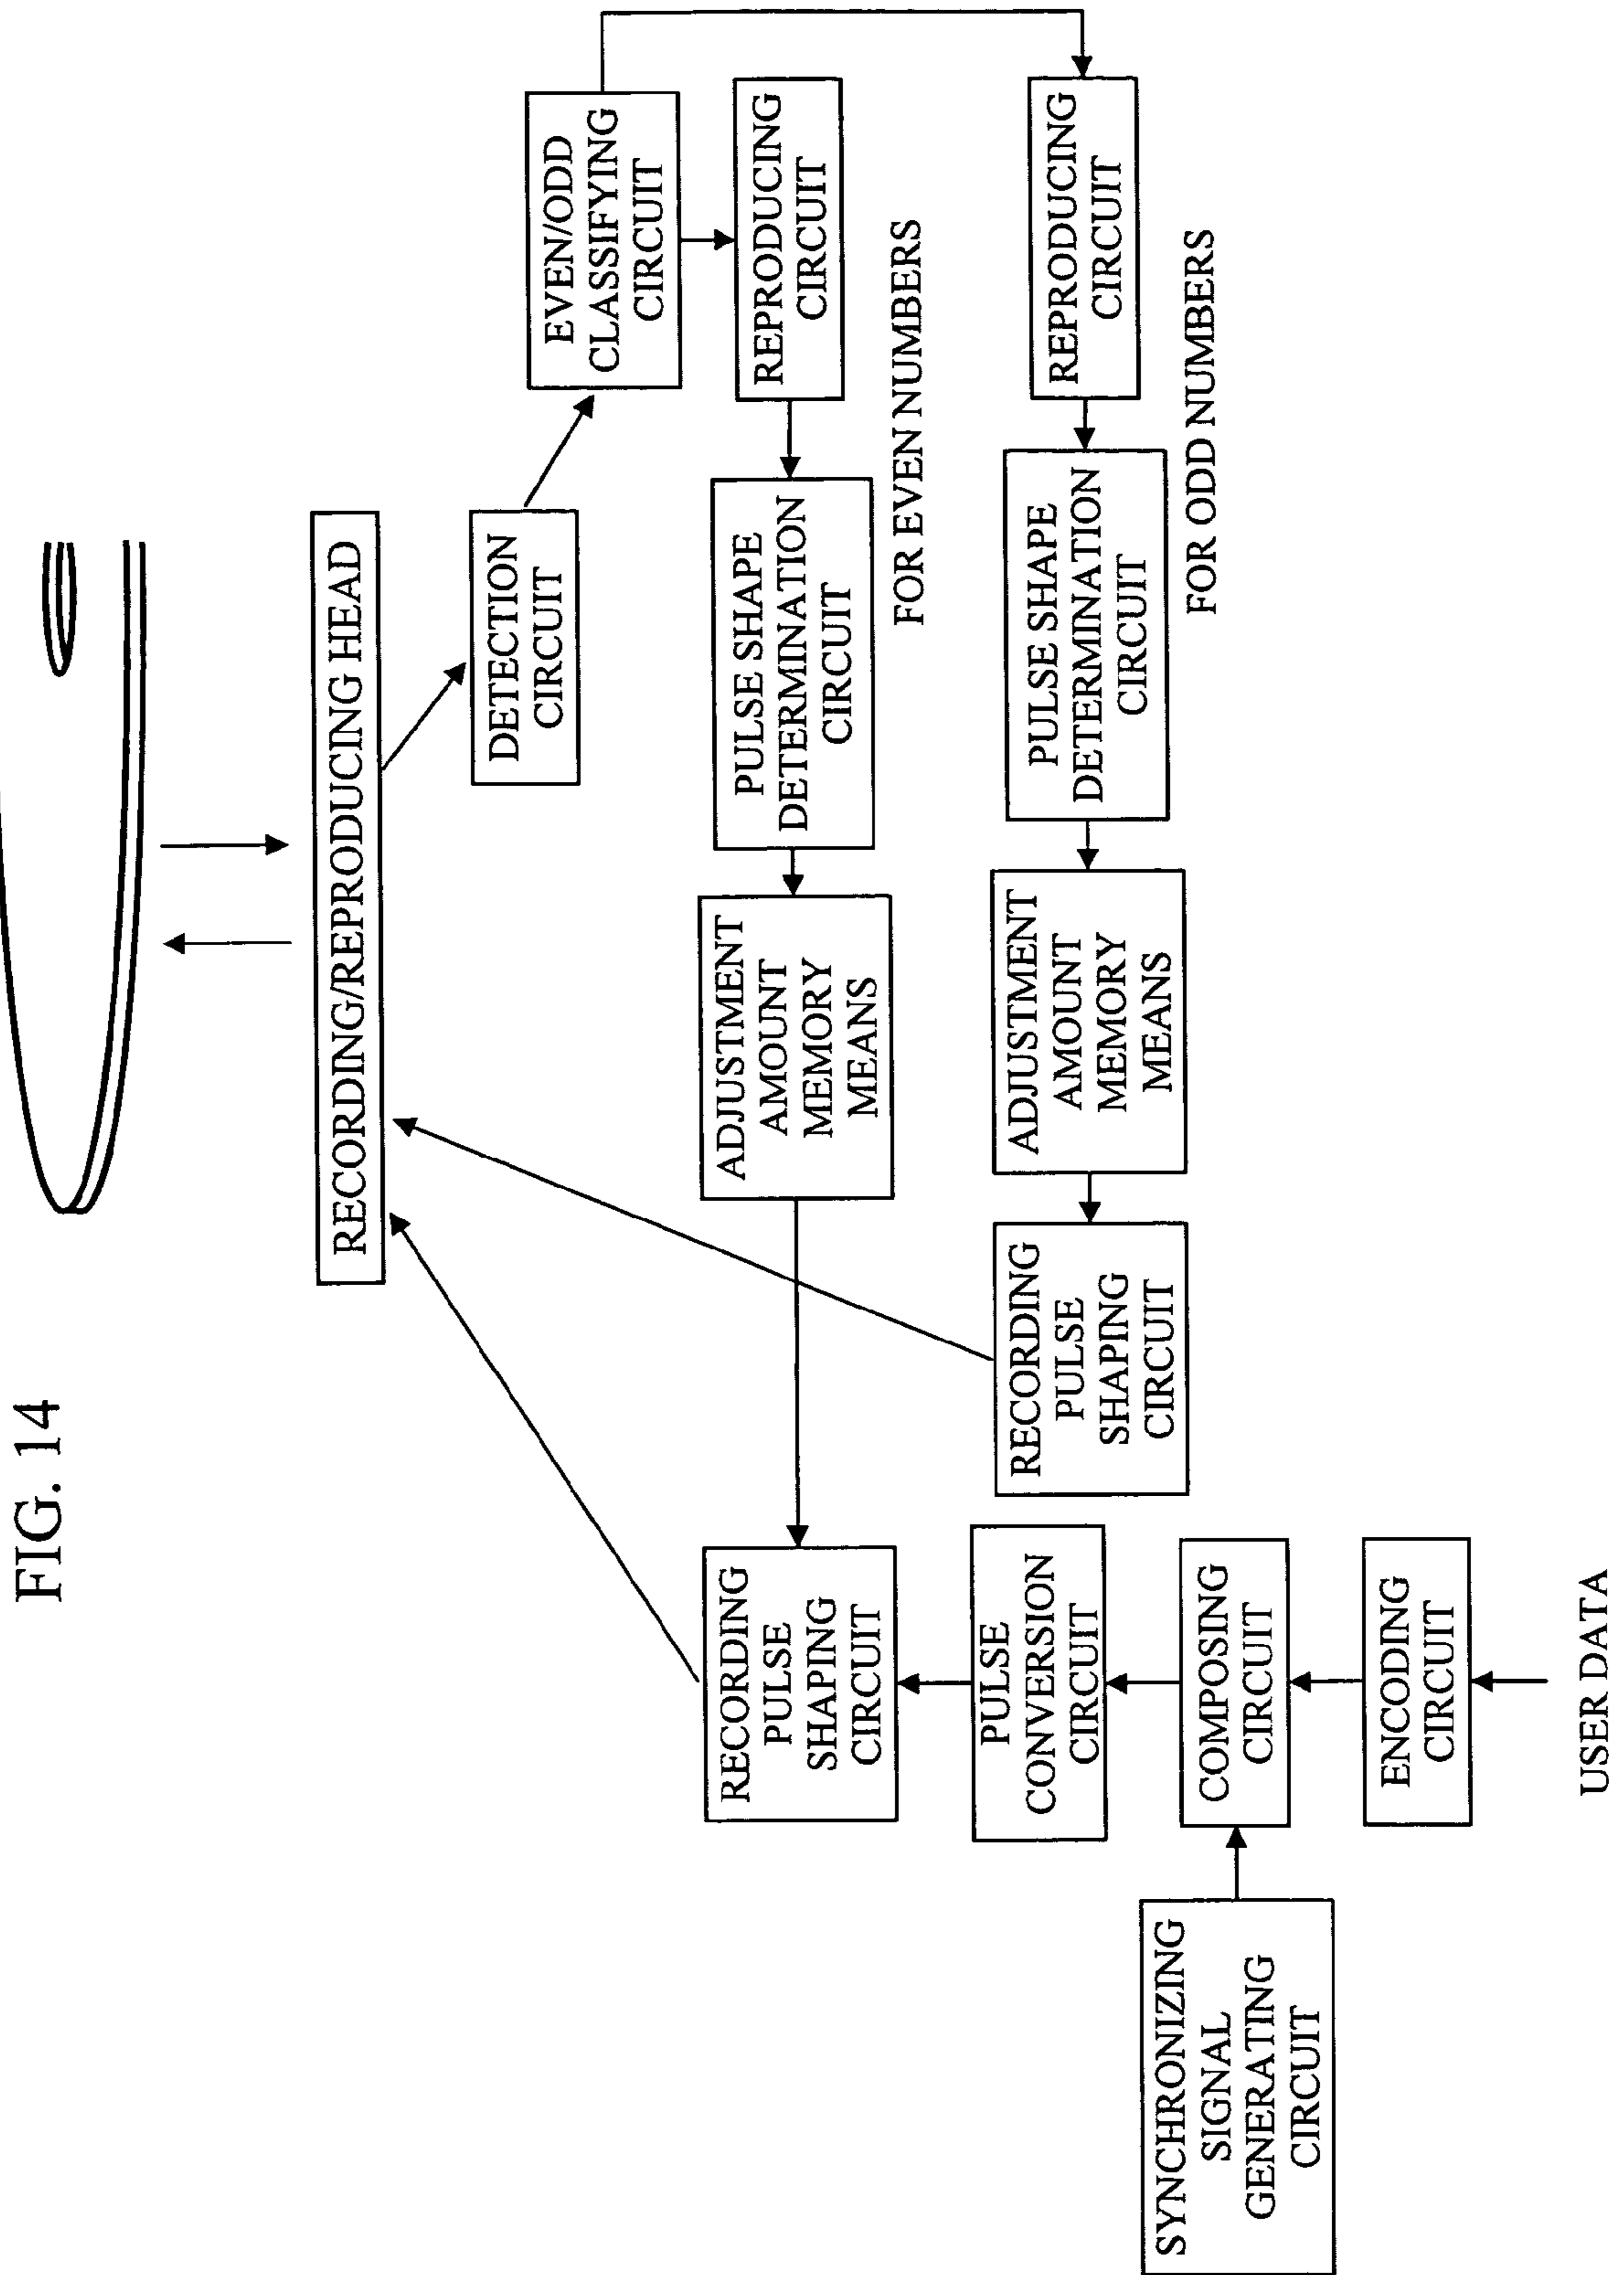 FIG. 14
RECORDING/REPRODUCING HEAD
DETECTION
CIRCUIT
EVEN/ODD
CLASSIFYING
CIRCUIT
REPRODUCING
CIRCUIT
PULSE SHAPE
DETERMINATION
CIRCUIT
ADJUSTMENT
AMOUNT
MEMORY
MEANS
RECORDING
PULSE
SHAPING
CIRCUIT
FOR EVEN NUMBERS
REPRODUCING
CIRCUIT
PULSE SHAPE
DETERMINATION
CIRCUIT
ADJUSTMENT
AMOUNT
MEMORY
MEANS
RECORDING
PULSE
SHAPING
CIRCUIT
FOR ODD NUMBERS
PULSE
CONVERSION
CIRCUIT
COMPOSING
CIRCUIT
SYNCHRONIZING
SIGNAL
GENERATING
CIRCUIT
ENCODING
CIRCUIT
USER DATA